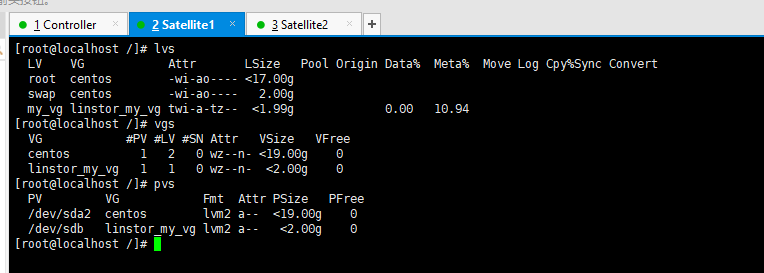 前按钮。
1 Controller 2 Satellite1 3 Satellite2 +
[root@localhost /]# lvs
LV VG Attr LSize Pool Origin Data% Meta% Move Log Cpy%Sync Convert
root centos -wi-ao---- <17.00g
swap centos -wi-ao---- 2.00g
my_vg linstor_my_vg twi-a-tz-- <1.99g 0.00 10.94
[root@localhost /]# vgs
VG #PV #LV #SN Attr VSize VFree
centos 1 2 0 wz--n- <19.00g 0
linstor_my_vg 1 1 0 wz--n- <2.00g 0
[root@localhost /]# pvs
PV VG Fmt Attr PSize PFree
/dev/sda2 centos lvm2 a-- <19.00g 0
/dev/sdb linstor_my_vg lvm2 a-- <2.00g 0
[root@localhost /]#